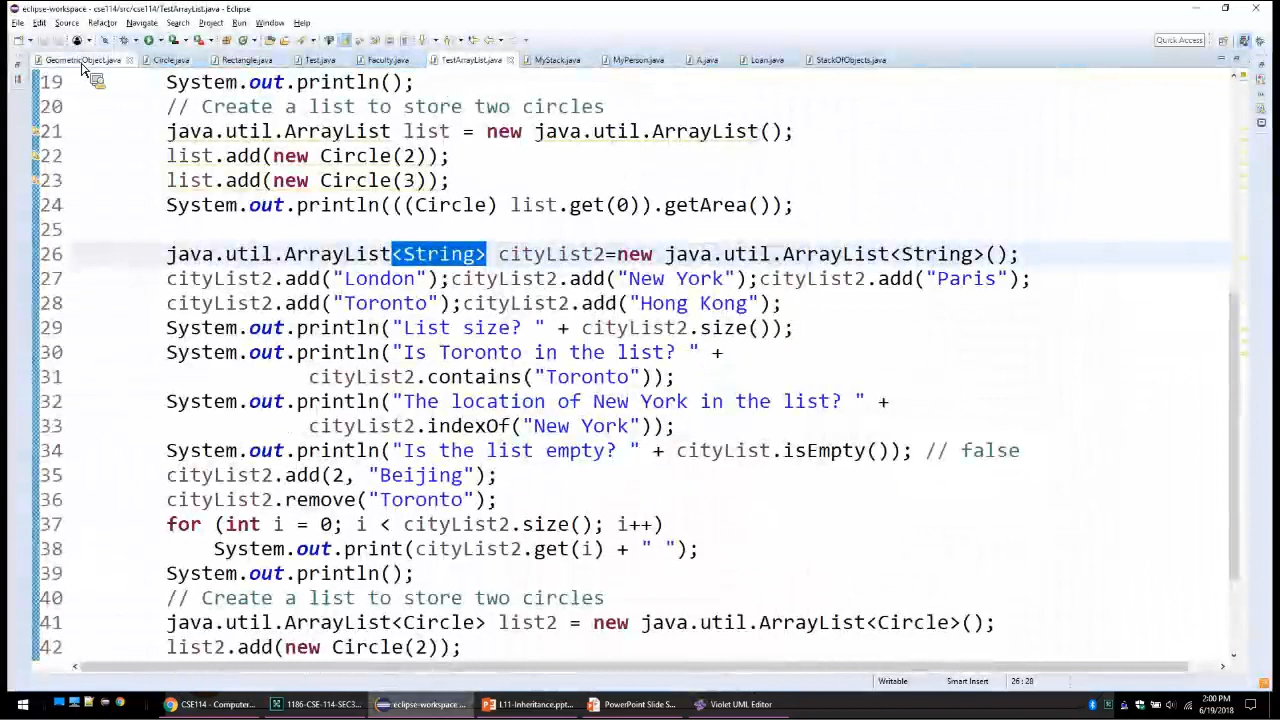 eclipse-workspace - cse114/src/cse114/TestArrayList.java - Eclipse
File Edit Source Refactor Navigate Search Project Run Window Help
Quick Access
GeometricObject.java Circle.java Rectangle.java Test.java Faculty.java TestArrayList.java MyStack.java MyPerson.java A.java Loan.java StackOfObjects.java
19 System.out.println();
20 // Create a list to store two circles
21 java.util.ArrayList list = new java.util.ArrayList();
22 list.add(new Circle(2));
23 list.add(new Circle(3));
24 System.out.println(((Circle) list.get(0)).getArea());
25
26 java.util.ArrayList<String> cityList2=new java.util.ArrayList<String>();
27 cityList2.add("London");cityList2.add("New York");cityList2.add("Paris");
28 cityList2.add("Toronto");cityList2.add("Hong Kong");
29 System.out.println("List size? " + cityList2.size());
30 System.out.println("Is Toronto in the list? " +
31 cityList2.contains("Toronto"));
32 System.out.println("The location of New York in the list? " +
33 cityList2.indexOf("New York"));
34 System.out.println("Is the list empty? " + cityList.isEmpty()); // false
35 cityList2.add(2, "Beijing");
36 cityList2.remove("Toronto");
37 for (int i = 0; i < cityList2.size(); i++)
38 System.out.print(cityList2.get(i) + " ");
39 System.out.println();
40 // Create a list to store two circles
41 java.util.ArrayList<Circle> list2 = new java.util.ArrayList<Circle>();
42 list2.add(new Circle(2));
Writable Smart Insert 26 : 28
CSE114 - Computer... 1186-CSE-114-SEC3... eclipse-workspace ... L11-Inheritance.ppt... PowerPoint Slide S... Violet UML Editor 2:00 PM
6/19/2018